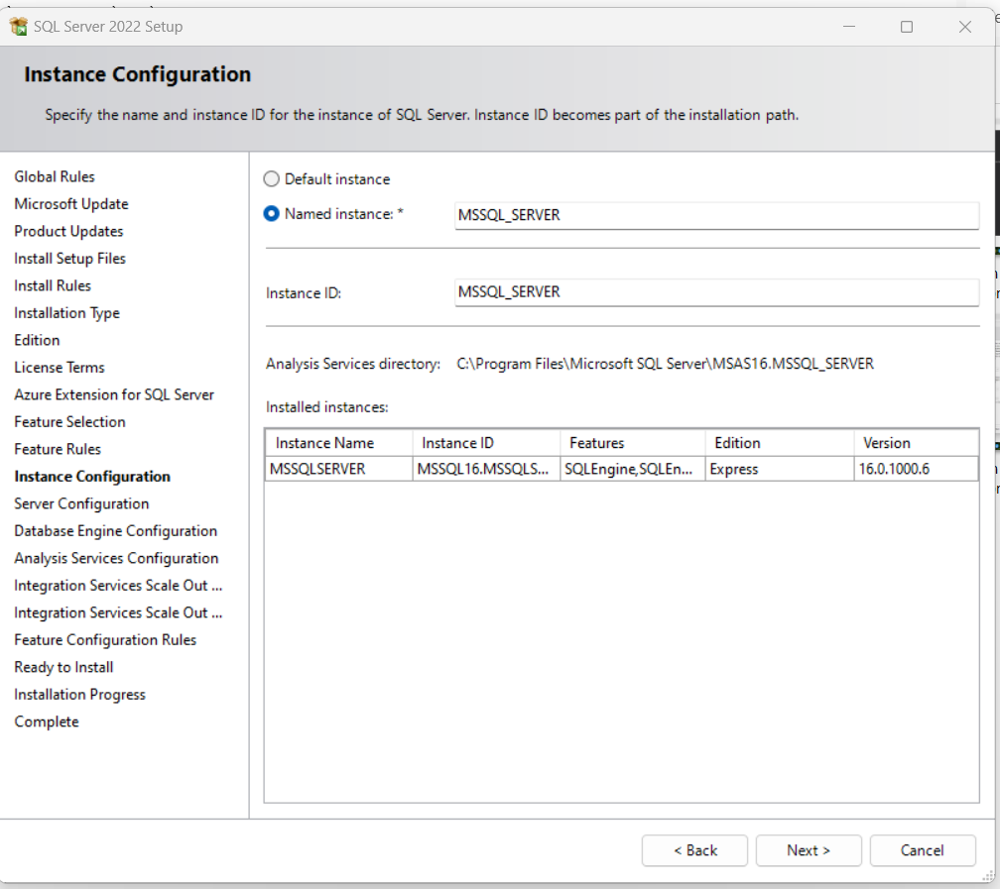 SQL Server 2022 Setup
Instance Configuration
Specify the name and instance ID for the instance of SQL Server. Instance ID becomes part of the installation path.
Global Rules
Microsoft Update
Product Updates
Install Setup Files
Install Rules
Installation Type
Edition
License Terms
Azure Extension for SQL Server
Feature Selection
Feature Rules
Instance Configuration
Server Configuration
Database Engine Configuration
Analysis Services Configuration
Integration Services Scale Out ...
Integration Services Scale Out ...
Feature Configuration Rules
Ready to Install
Installation Progress
Complete
Default instance
Named instance: * MSSQL_SERVER
Instance ID: MSSQL_SERVER
Analysis Services directory: C:\Program Files\Microsoft SQL Server\MSAS16.MSSQL_SERVER
Installed instances:
Instance Name Instance ID Features Edition Version
MSSQLSERVER MSSQL16.MSSQLS... SQLEngine,SQLEn... Express 16.0.1000.6
< Back Next > Cancel